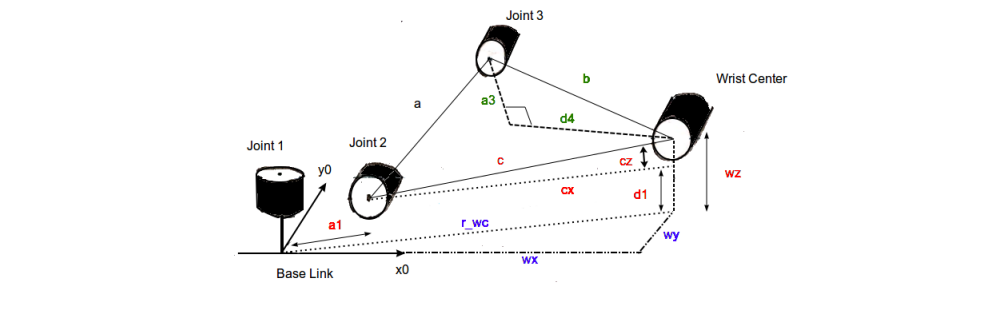 Joint 3
b
Wrist Center
a
a3
d4
Joint 1
Joint 2
y0
c
cz
wz
cx
d1
a1
r_wc
wy
wx
x0
Base Link